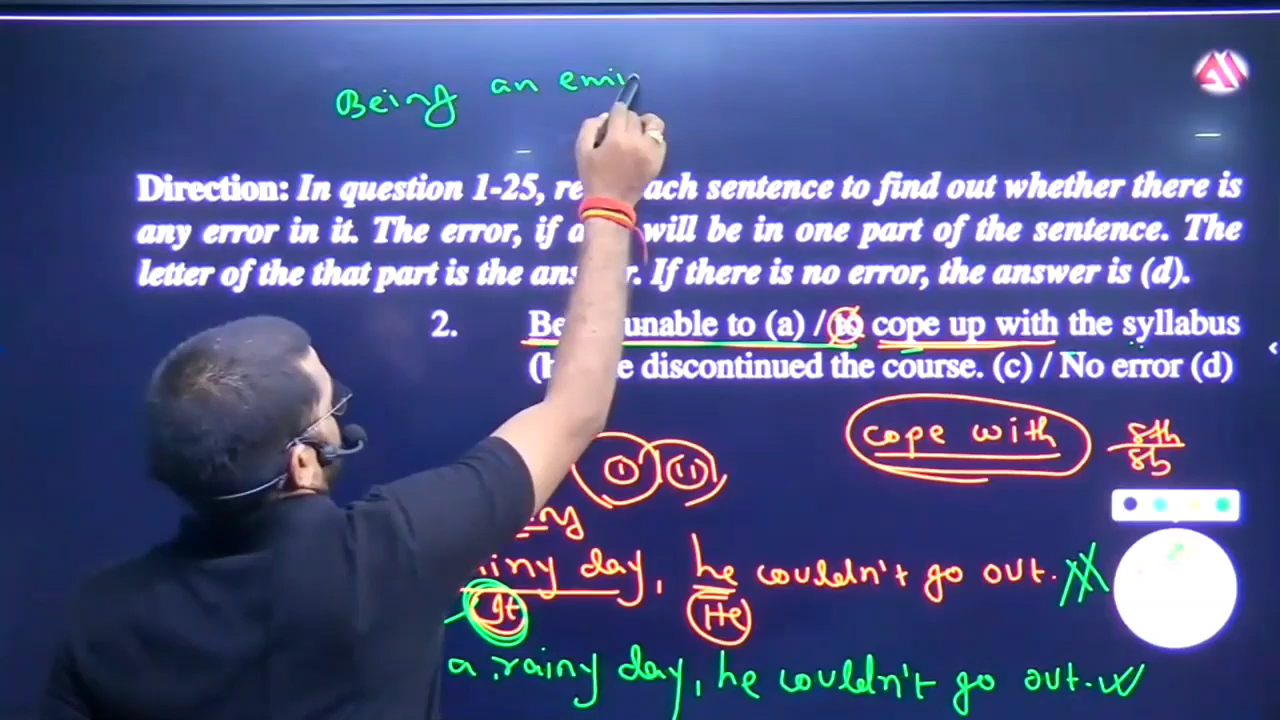 Being an emi
Direction: In question 1-25, ach sentence to find out whether there is
any error in it. The error, if will be in one part of the sentence. The
letter of the that part is the If there is no error, the answer is (d).
2. unable to (a) / to cope up with the syllabus
discontinued the course. (c) / No error (d)
cope with
8th
①
rainy day, he couldn't go out.
It He
a rainy day, he couldn't go out.